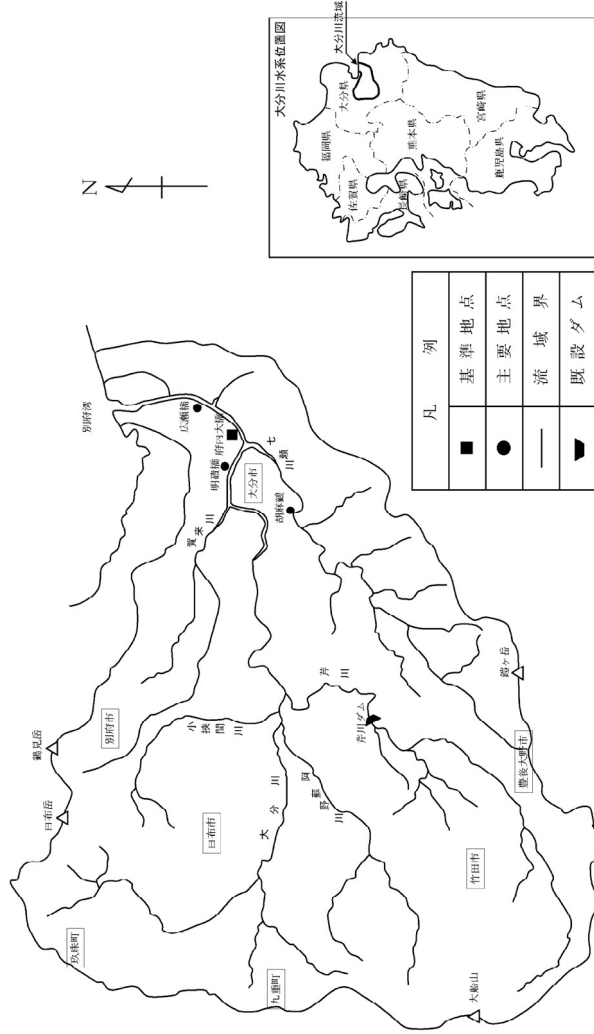 大分川水系位置図
大分川流域
福岡県
大分県
佐賀県
長崎県
熊本県
宮崎県
鹿児島県
N
凡 例
基準地点
主要地点
流域界
既設ダム
別府湾
広瀬橋
府内大橋
明磧橋
大分市
七瀬川
胡麻鶴
賀来川
鶴見岳
別府市
日布岳
小挟間川
日布市
大分川
阿蘇野川
芹川
芹川ダム
鎧ヶ岳
豊後大野市
竹田市
玖珠町
九重町
大船山